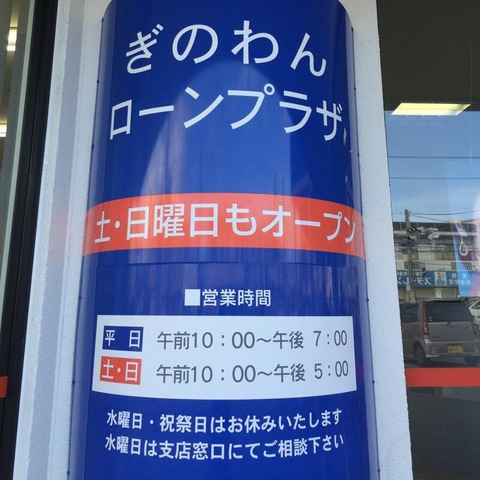 ぎのわん
ローンプラザ
土・日曜日もオープン
■営業時間
平 日 午前10:00〜午後 7:00
土・日 午前10:00〜午後 5:00
水曜日・祝祭日はお休みいたします
水曜日は支店窓口にてご相談下さい